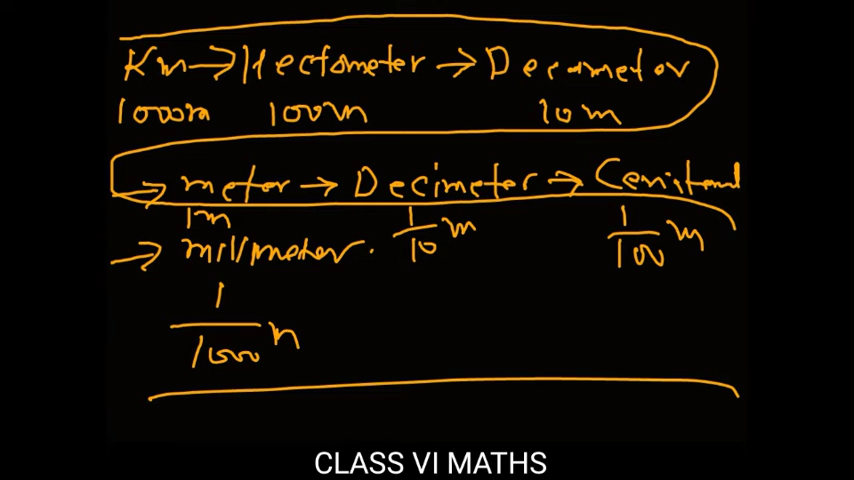 Km → Hectometer → Decameter
1000m 100m 10m
→ meter → Decimeter →
1m 1/10 m 1/100 m
→ millimeter.
1/1000 m
CLASS VI MATHS